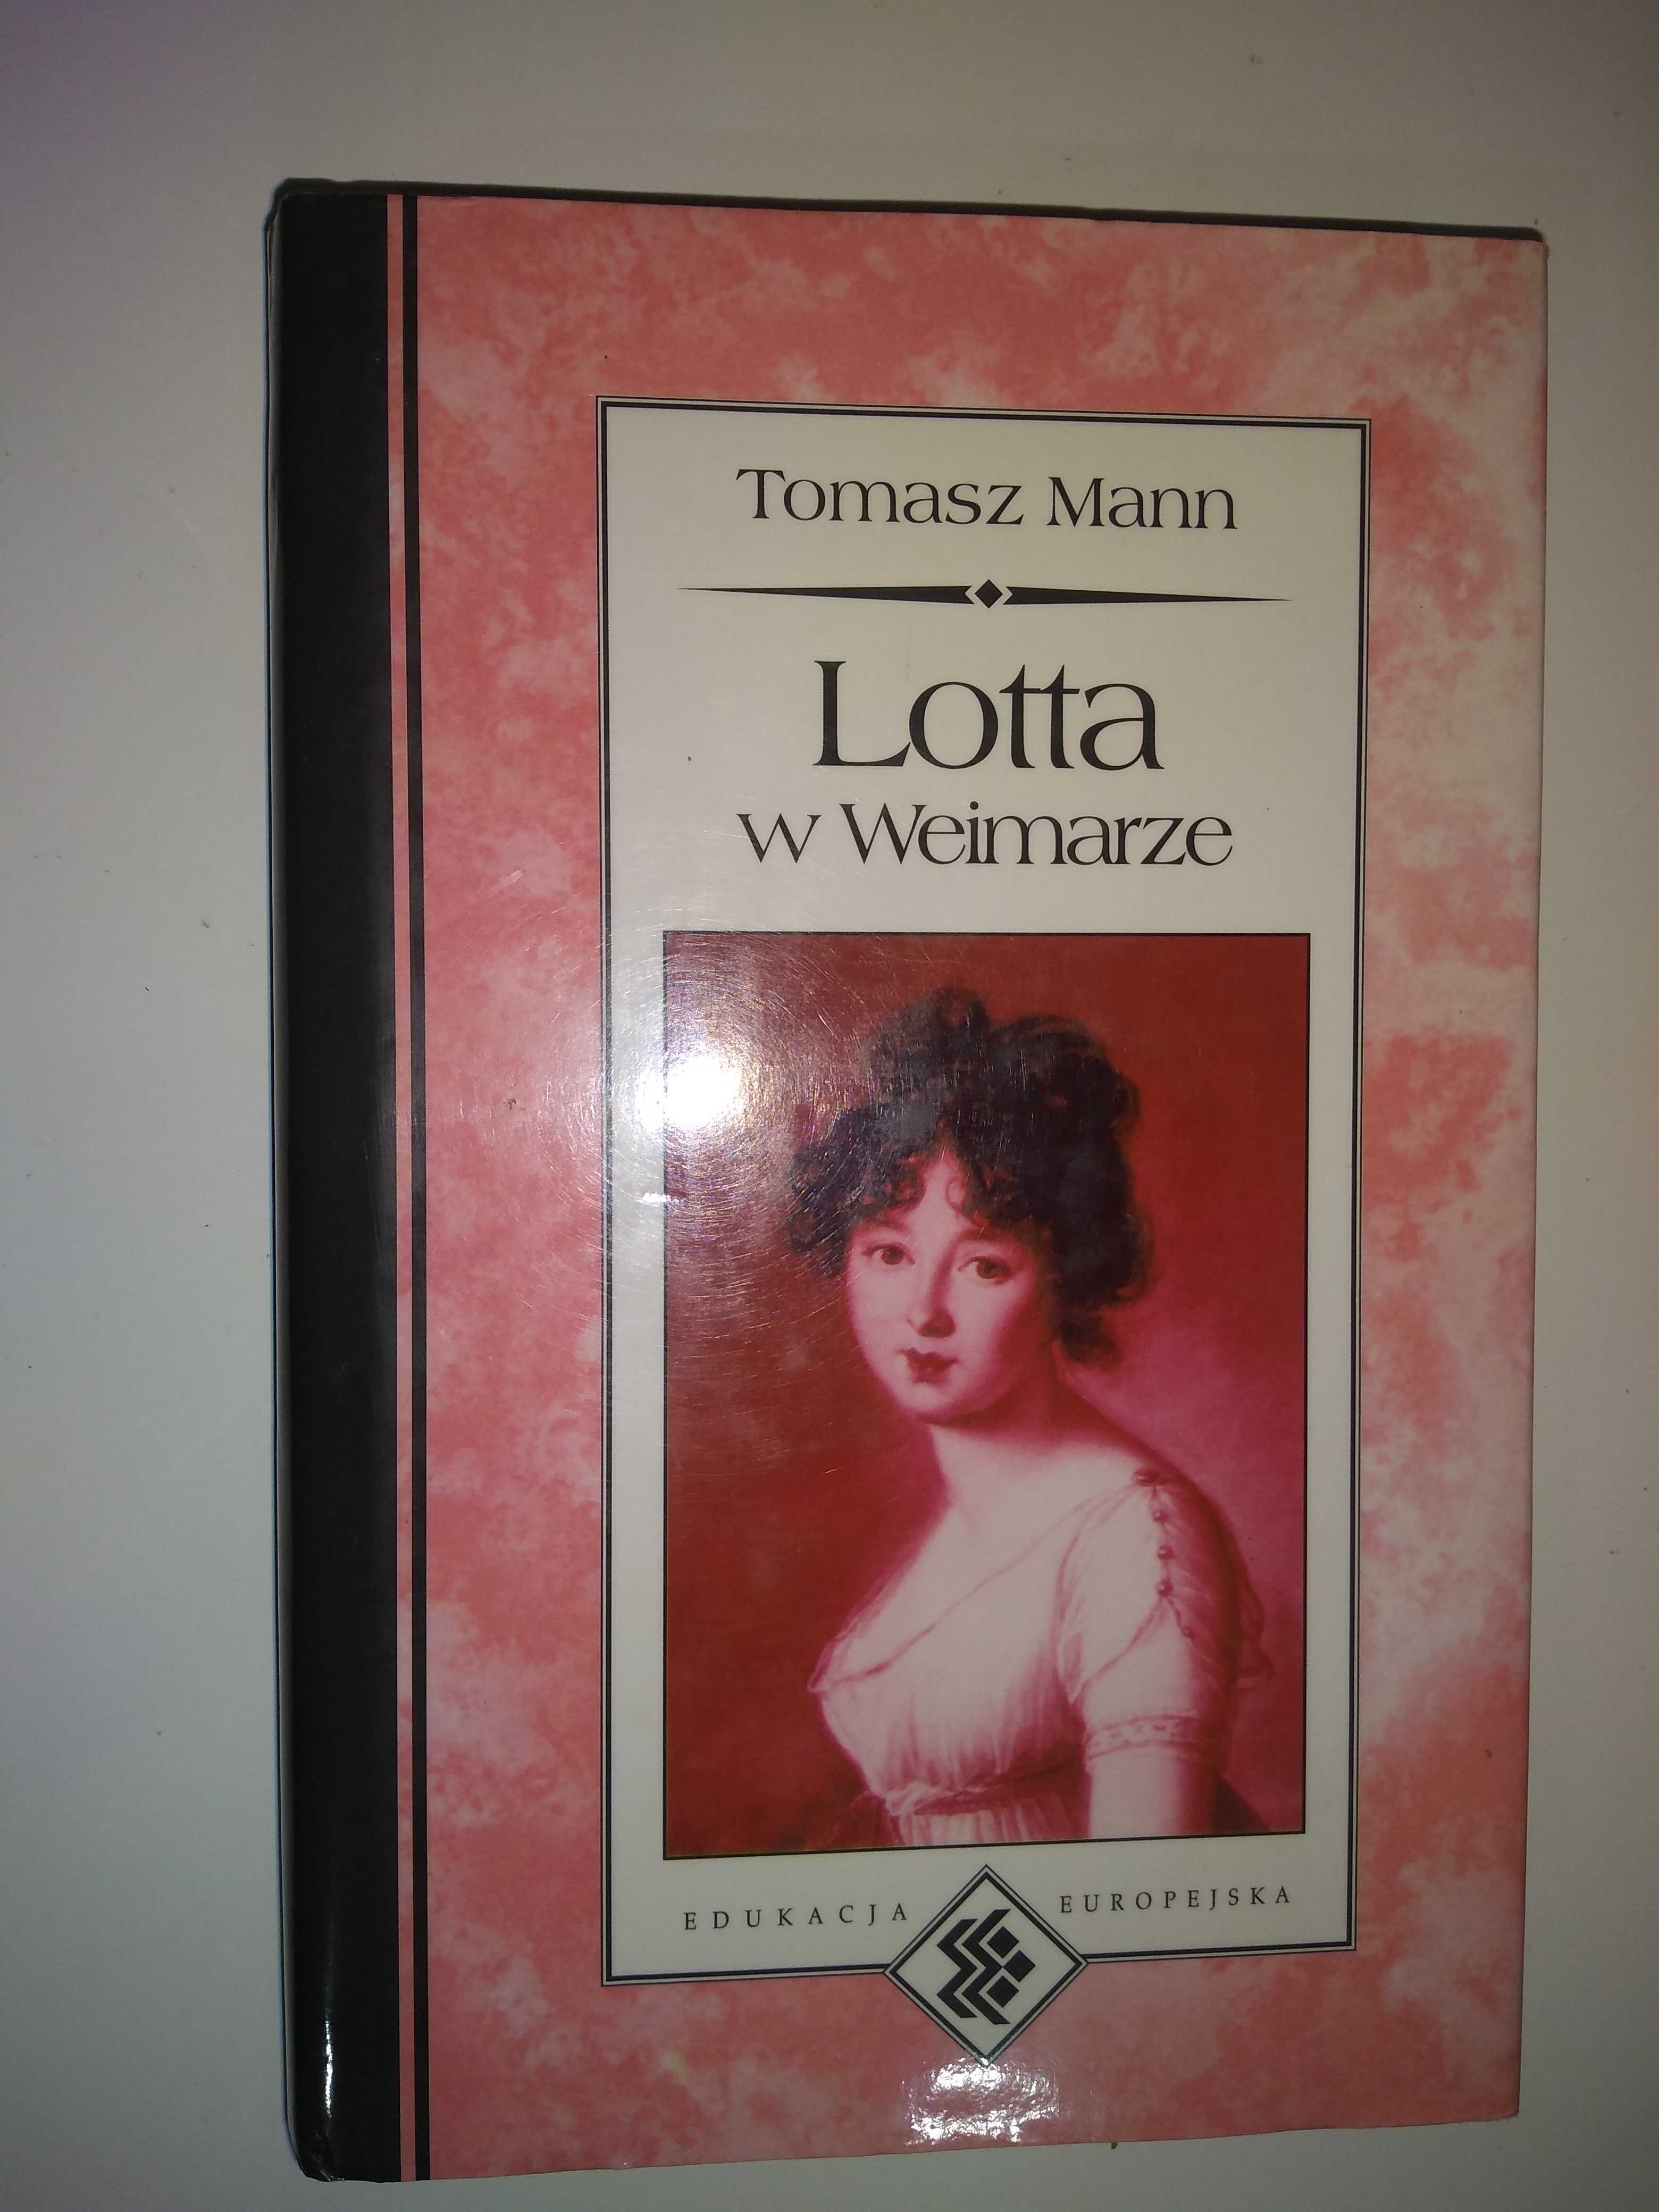 Tomasz Mann
Lotta
w Weimarze
EDUKACJA EUROPEJSKA